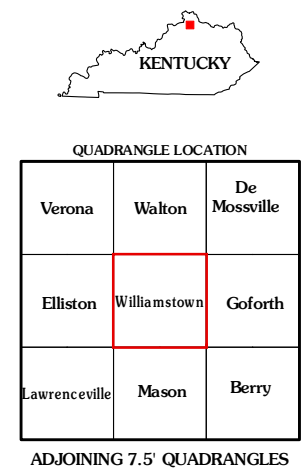 KENTUCKY
QUADRANGLE LOCATION
Verona Walton De Mossville
Elliston Williamstown Goforth
Lawrenceville Mason Berry
ADJOINING 7.5' QUADRANGLES